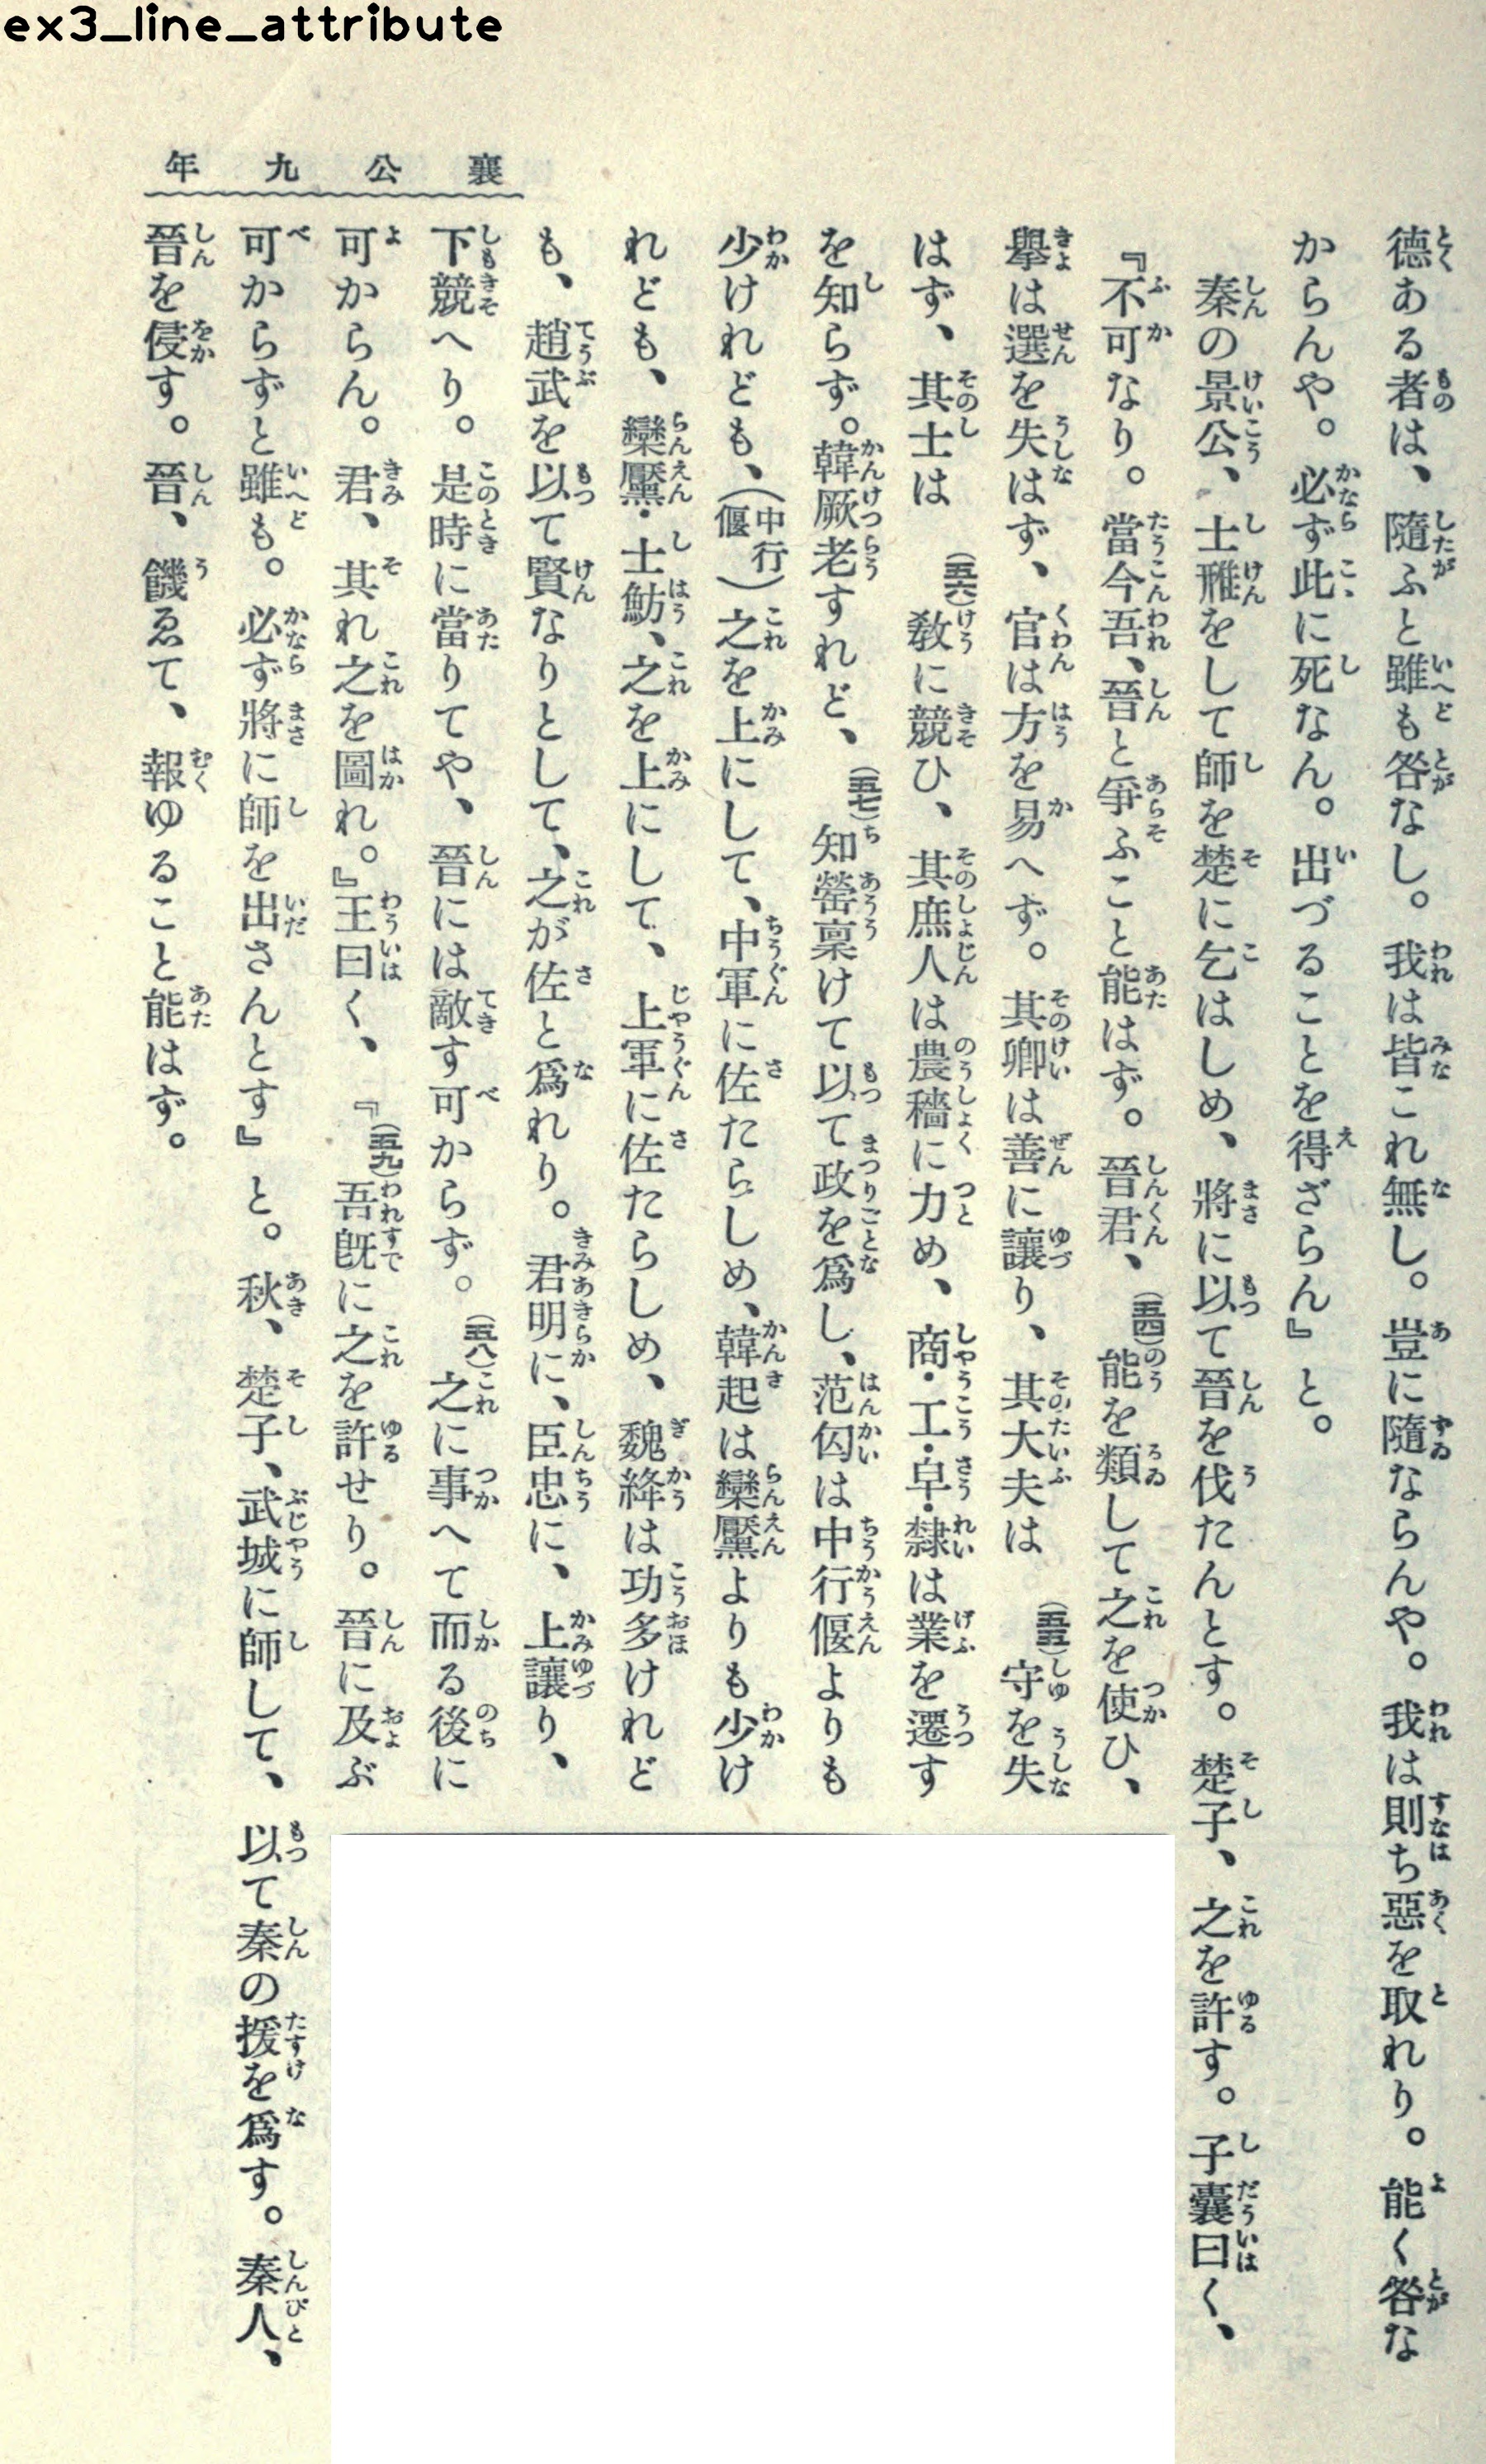 ex3_line_attribute
襄公九年
德ある者は、隨ふと雖も咎なし。我は皆これ無し。豈に隨ならんや。我は則ち惡を取れり。能く咎な
からんや。必ず此に死なん。出づることを得ざらん』と。
秦の景公、士雃をして師を楚に乞はしめ、將に以て晉を伐たんとす。楚子、之を許す。子囊曰く、
『不可なり。當今吾、晉と爭ふこと能はず。晉君、(五四)能を類して之を使ひ、
擧は選を失はず、官は方を易へず。其卿は善に讓り、其大夫は(五五)守を失
はず、其士は(五六)敎に競ひ、其庶人は農穡に力め、商・工・皁・隸は業を遷す
を知らず。韓厥老すれど、(五七)知罃稟けて以て政を爲し、范匄は中行偃よりも
少けれども、(中行偃)之を上にして、中軍に佐たらしめ、韓起は欒黶よりも少け
れども、欒黶・士魴、之を上にして、上軍に佐たらしめ、魏絳は功多けれど
も、趙武を以て賢なりとして、之が佐と爲れり。君明に、臣忠に、上讓り、
下競へり。是時に當りてや、晉には敵す可からず。(五八)之に事へて而る後に
可からん。君、其れ之を圖れ。』王曰く、『(五九)吾旣に之を許せり。晉に及ぶ
可からずと雖も。必ず將に師を出さんとす』と。秋、楚子、武城に師して、以て秦の援を爲す。秦人、
晉を侵す。晉、饑ゑて、報ゆること能はず。